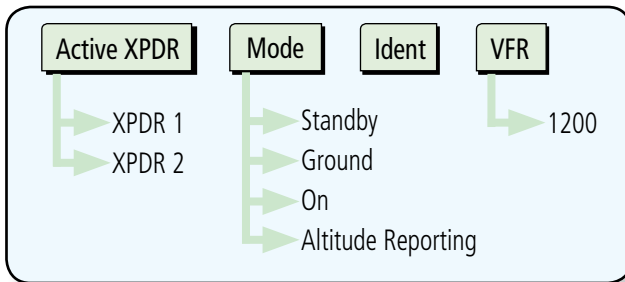 Active XPDR
XPDR 1
XPDR 2
Mode
Standby
Ground
On
Altitude Reporting
Ident
VFR
1200